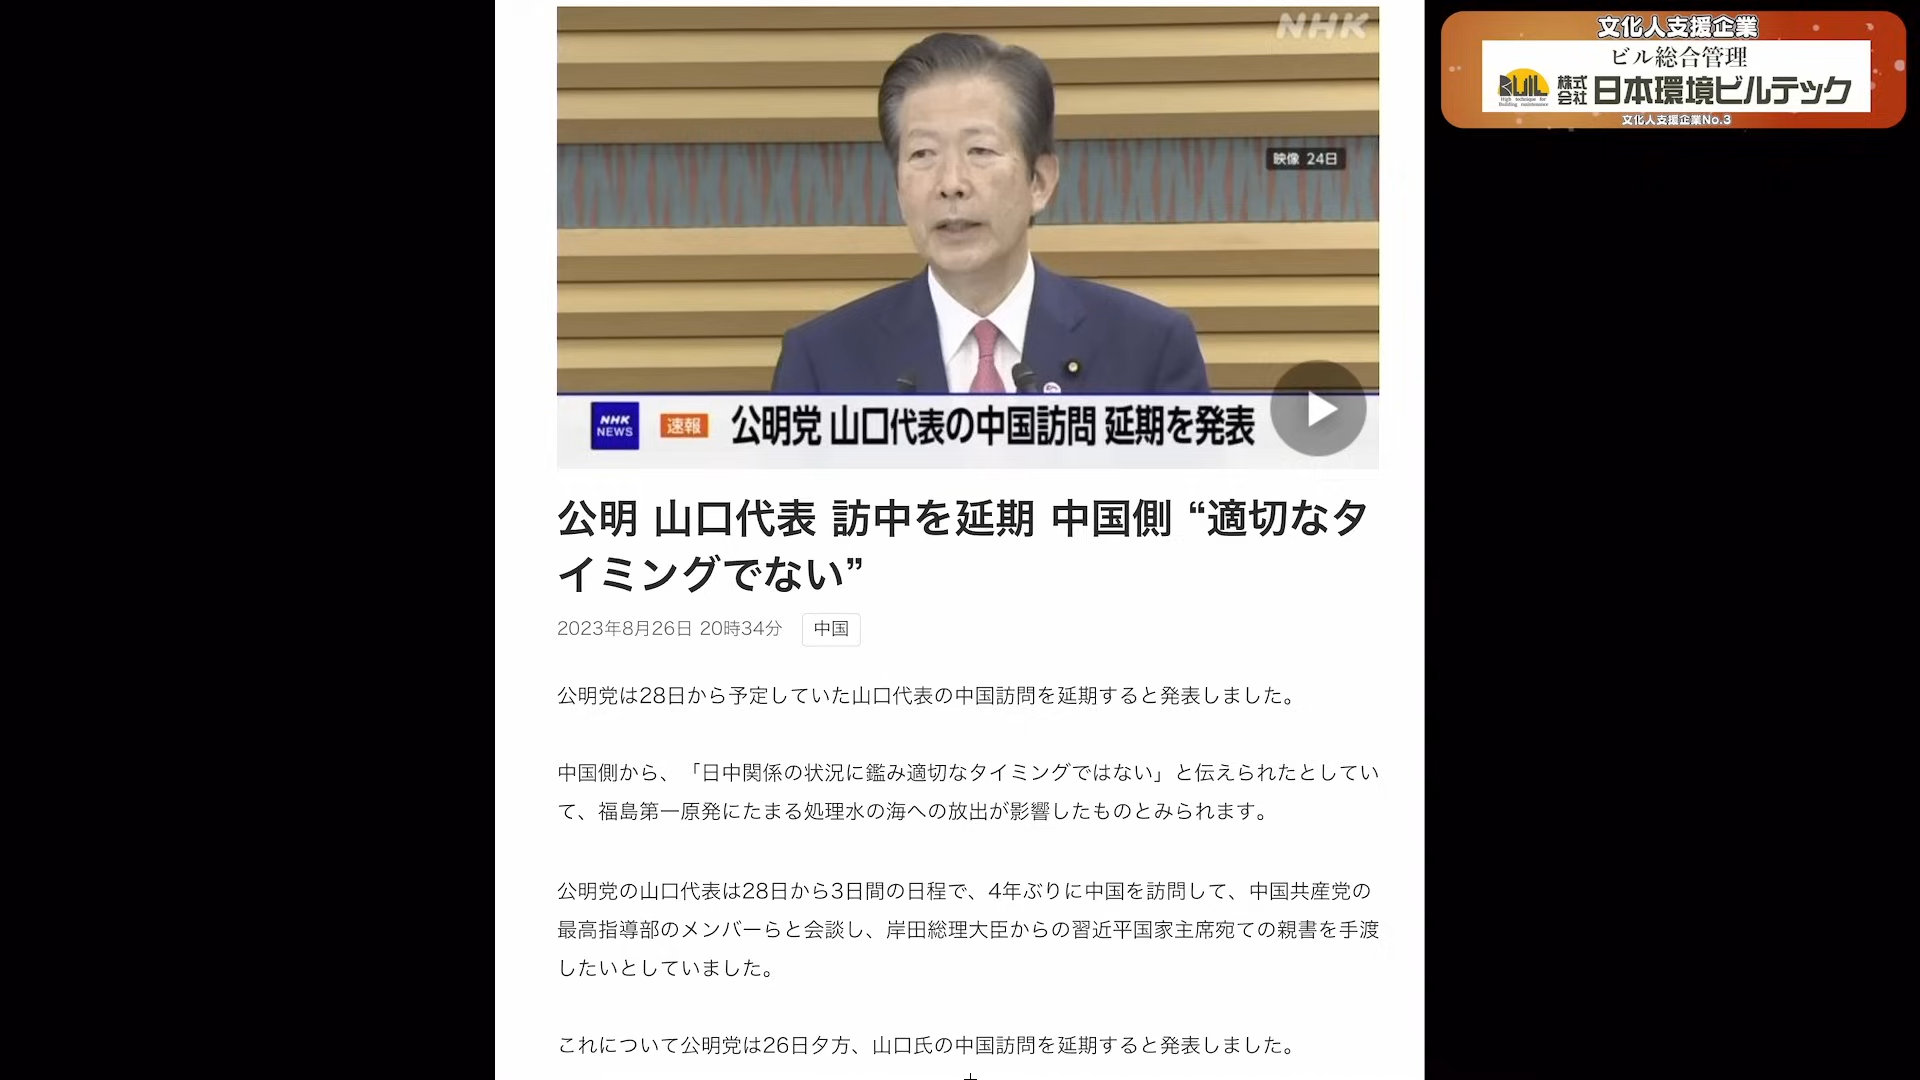 NHK
映像 24日
NHK
NEWS
速報
公明党 山口代表の中国訪問 延期を発表
公明 山口代表 訪中を延期 中国側 “適切なタ
イミングでない”
2023年8月26日 20時34分
中国
公明党は28日から予定していた山口代表の中国訪問を延期すると発表しました。
中国側から、「日中関係の状況に鑑み適切なタイミングではない」と伝えられたとしてい
て、福島第一原発にたまる処理水の海への放出が影響したものとみられます。
公明党の山口代表は28日から3日間の日程で、4年ぶりに中国を訪問して、中国共産党の
最高指導部のメンバーらと会談し、岸田総理大臣からの習近平国家主席宛ての親書を手渡
したいとしていました。
これについて公明党は26日夕方、山口氏の中国訪問を延期すると発表しました。
文化人支援企業
ビル総合管理
BUIL
High technique for
Building maintenance
株式
会社
日本環境ビルテック
文化人支援企業No.3